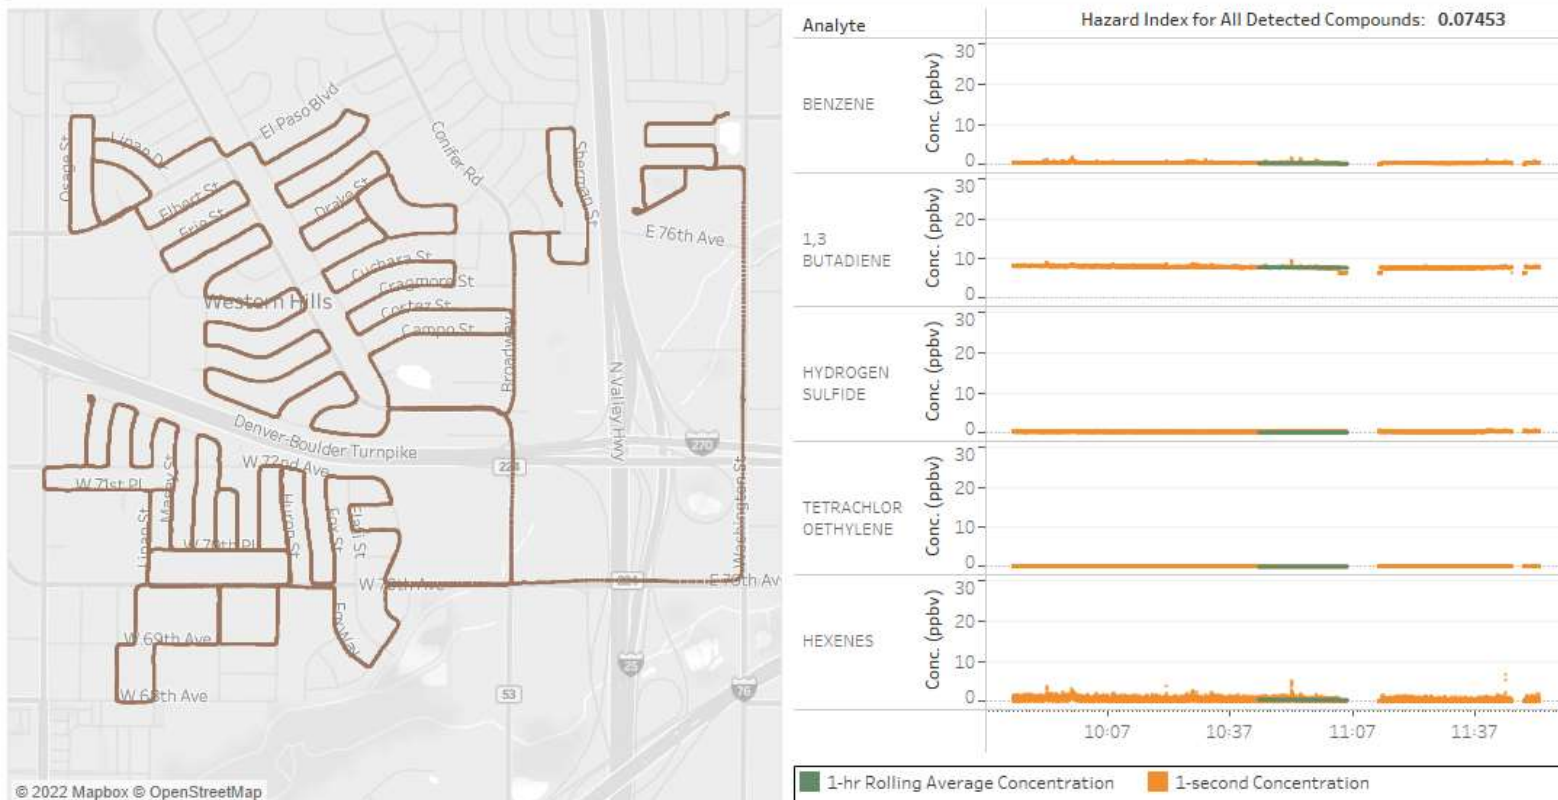 El Paso Blvd
Lipan Dr
Osage St
Conifer Rd
Sherman St
Elbert St
Erie St
Drake St
E 76th Ave
Cuchara St
Cragmore St
Western Hills
Cortez St
Campo St
Broadway
N Valley Hwy
Denver-Boulder Turnpike
270
W 72nd Ave
224
W 71st Pl
Washington St
Lipan St
Huron St
Fox St
Elati St
W 70th Pl
W 70th Ave
224
E 70th Av
Fox Way
W 69th Ave
25
76
53
W 68th Ave
© 2022 Mapbox © OpenStreetMap
Analyte
Hazard Index for All Detected Compounds: 0.07453
BENZENE
Conc. (ppbv)
30
20
10
0
1,3
BUTADIENE
Conc. (ppbv)
30
20
10
0
HYDROGEN
SULFIDE
Conc. (ppbv)
30
20
10
0
TETRACHLOR
OETHYLENE
Conc. (ppbv)
30
20
10
0
HEXENES
Conc. (ppbv)
30
20
10
0
10:07
10:37
11:07
11:37
1-hr Rolling Average Concentration
1-second Concentration